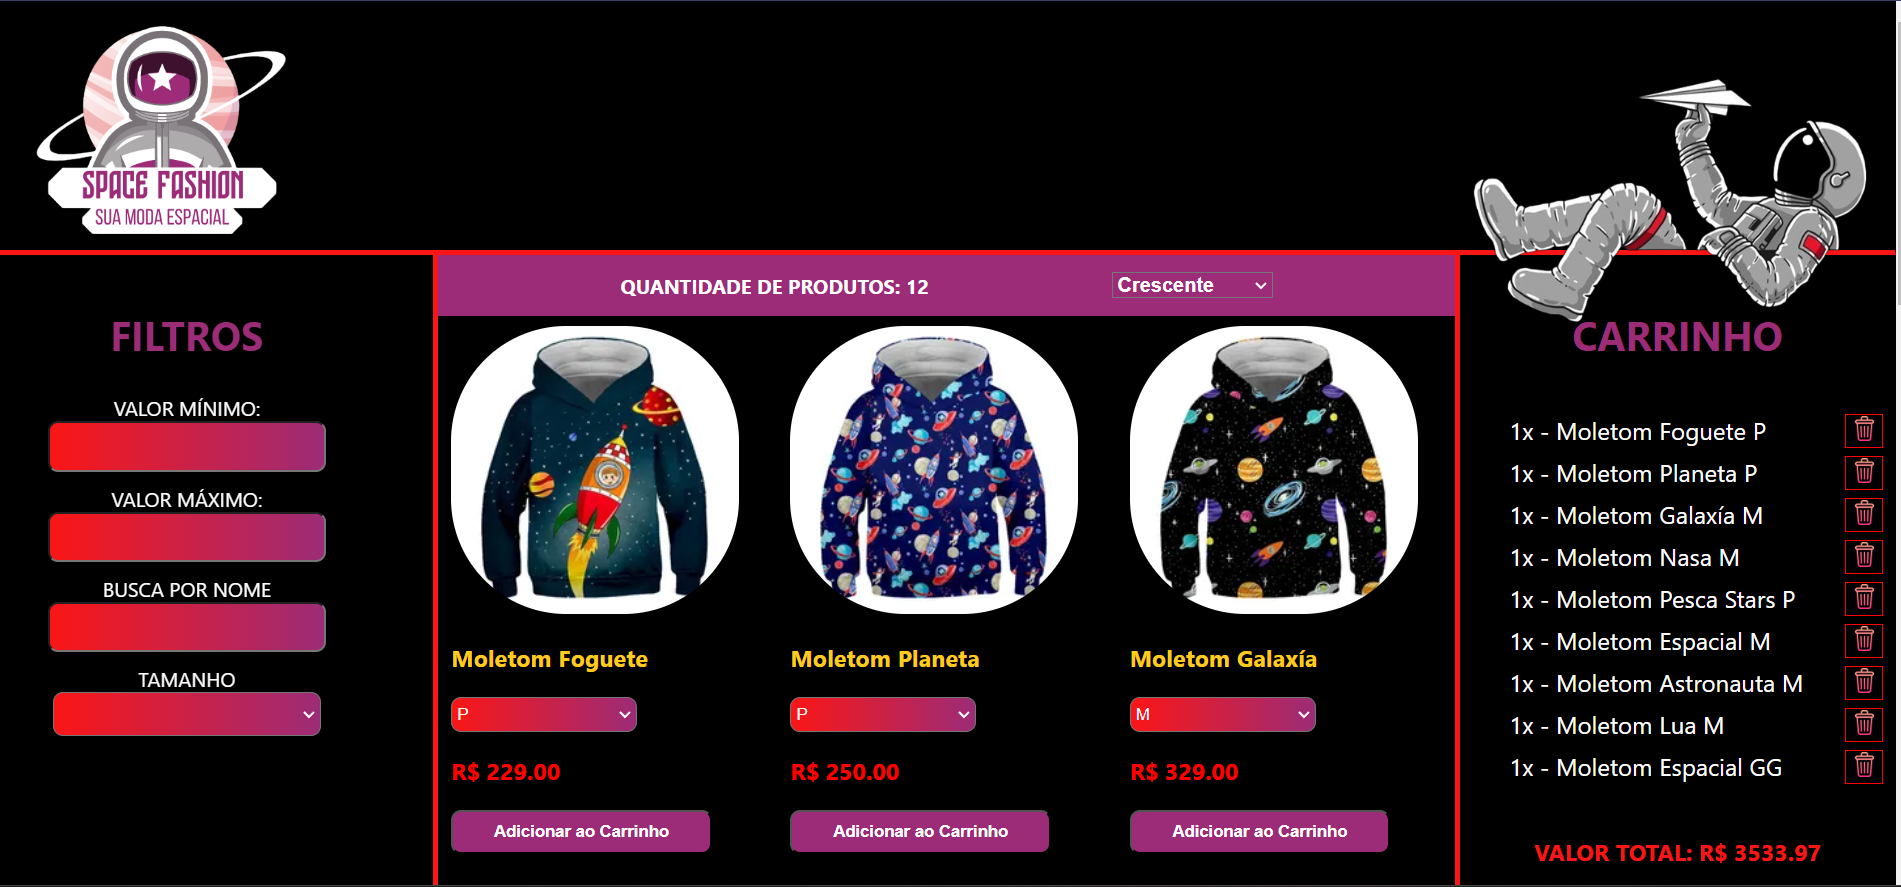 SPACE FASHION
SUA MODA ESPACIAL
FILTROS
VALOR MÍNIMO:
VALOR MÁXIMO:
BUSCA POR NOME
TAMANHO
QUANTIDADE DE PRODUTOS: 12
Crescente
Moletom Foguete
P
R$ 229.00
Adicionar ao Carrinho
Moletom Planeta
P
R$ 250.00
Adicionar ao Carrinho
Moletom Galaxía
M
R$ 329.00
Adicionar ao Carrinho
CARRINHO
1x - Moletom Foguete P
1x - Moletom Planeta P
1x - Moletom Galaxía M
1x - Moletom Nasa M
1x - Moletom Pesca Stars P
1x - Moletom Espacial M
1x - Moletom Astronauta M
1x - Moletom Lua M
1x - Moletom Espacial GG
VALOR TOTAL: R$ 3533.97